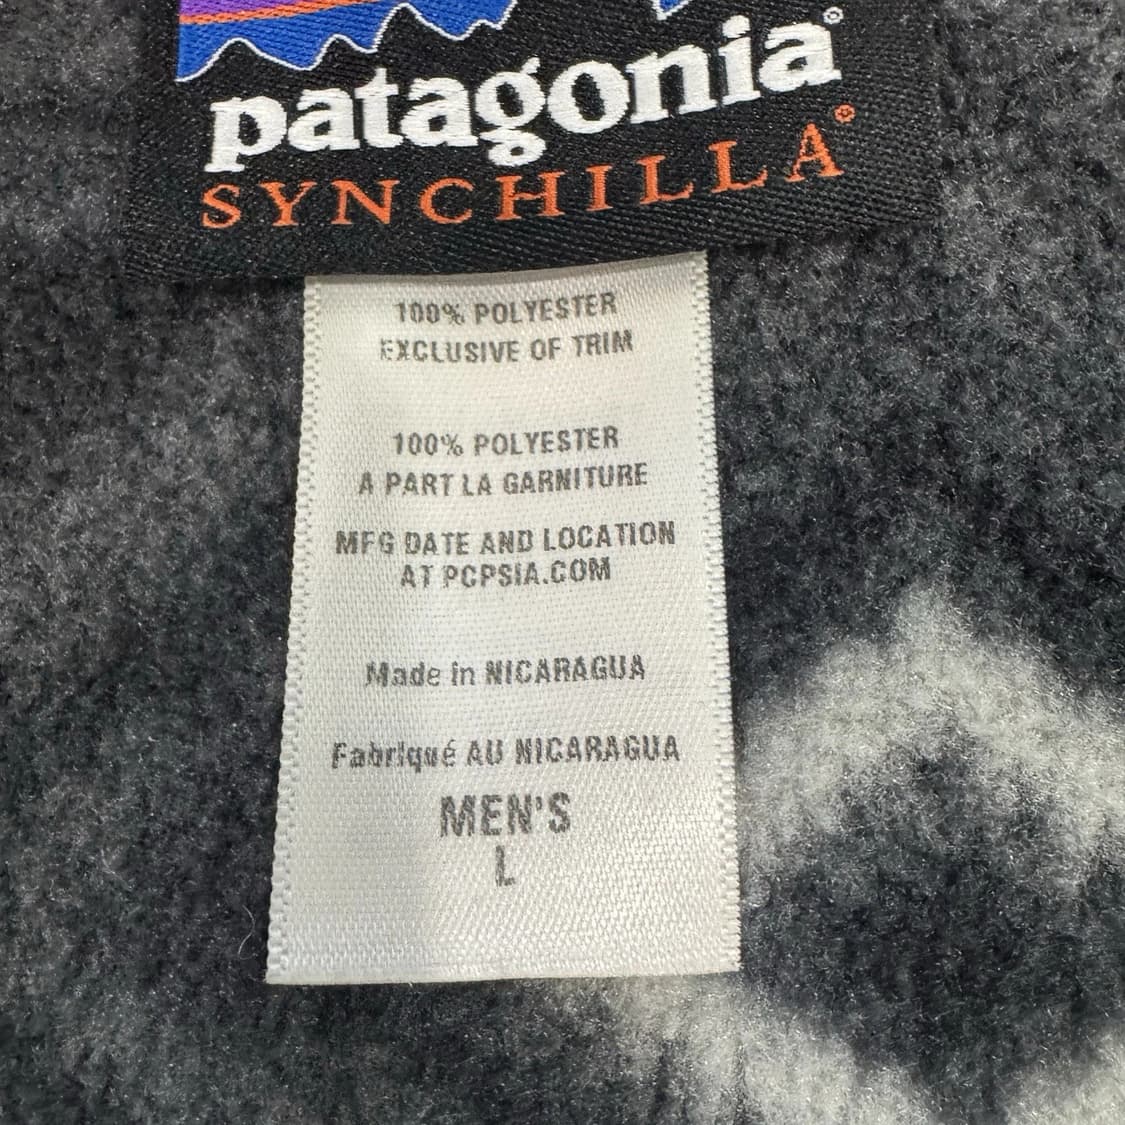 patagonia®
SYNCHILLA®
100% POLYESTER
EXCLUSIVE OF TRIM
100% POLYESTER
A PART LA GARNITURE
MFG DATE AND LOCATION
AT PCPSIA.COM
Made in NICARAGUA
Fabriqué AU NICARAGUA
MEN'S
L